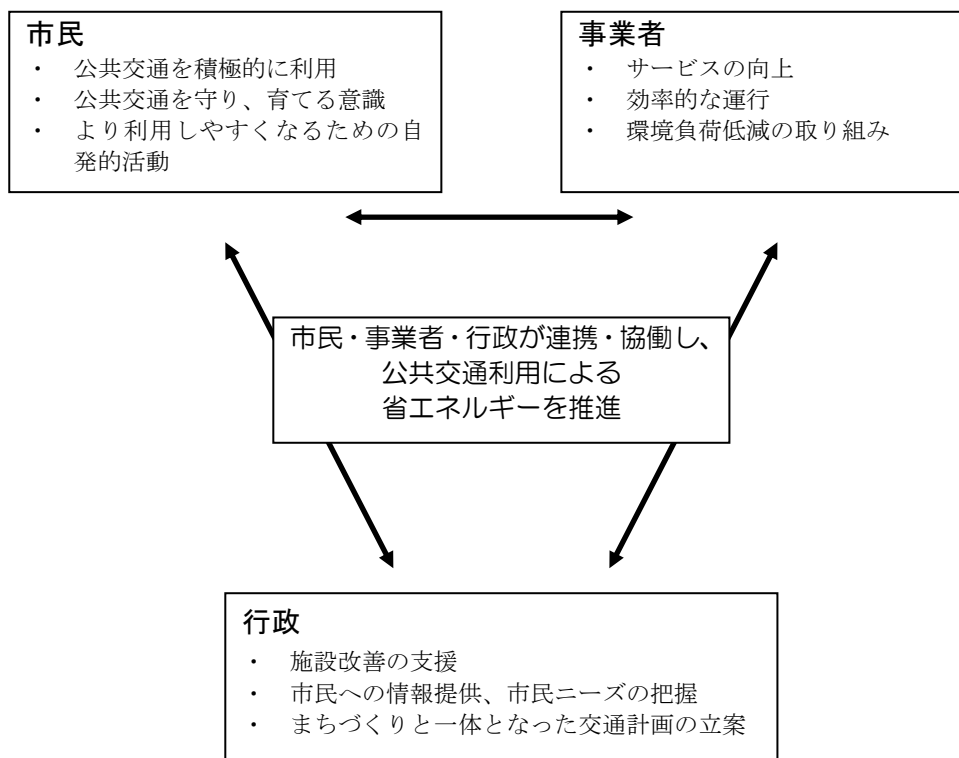 市民
・ 公共交通を積極的に利用
・ 公共交通を守り、育てる意識
・ より利用しやすくなるための自
発的活動
事業者
・ サービスの向上
・ 効率的な運行
・ 環境負荷低減の取り組み
市民・事業者・行政が連携・協働し、
公共交通利用による
省エネルギーを推進
行政
・ 施設改善の支援
・ 市民への情報提供、市民ニーズの把握
・ まちづくりと一体となった交通計画の立案